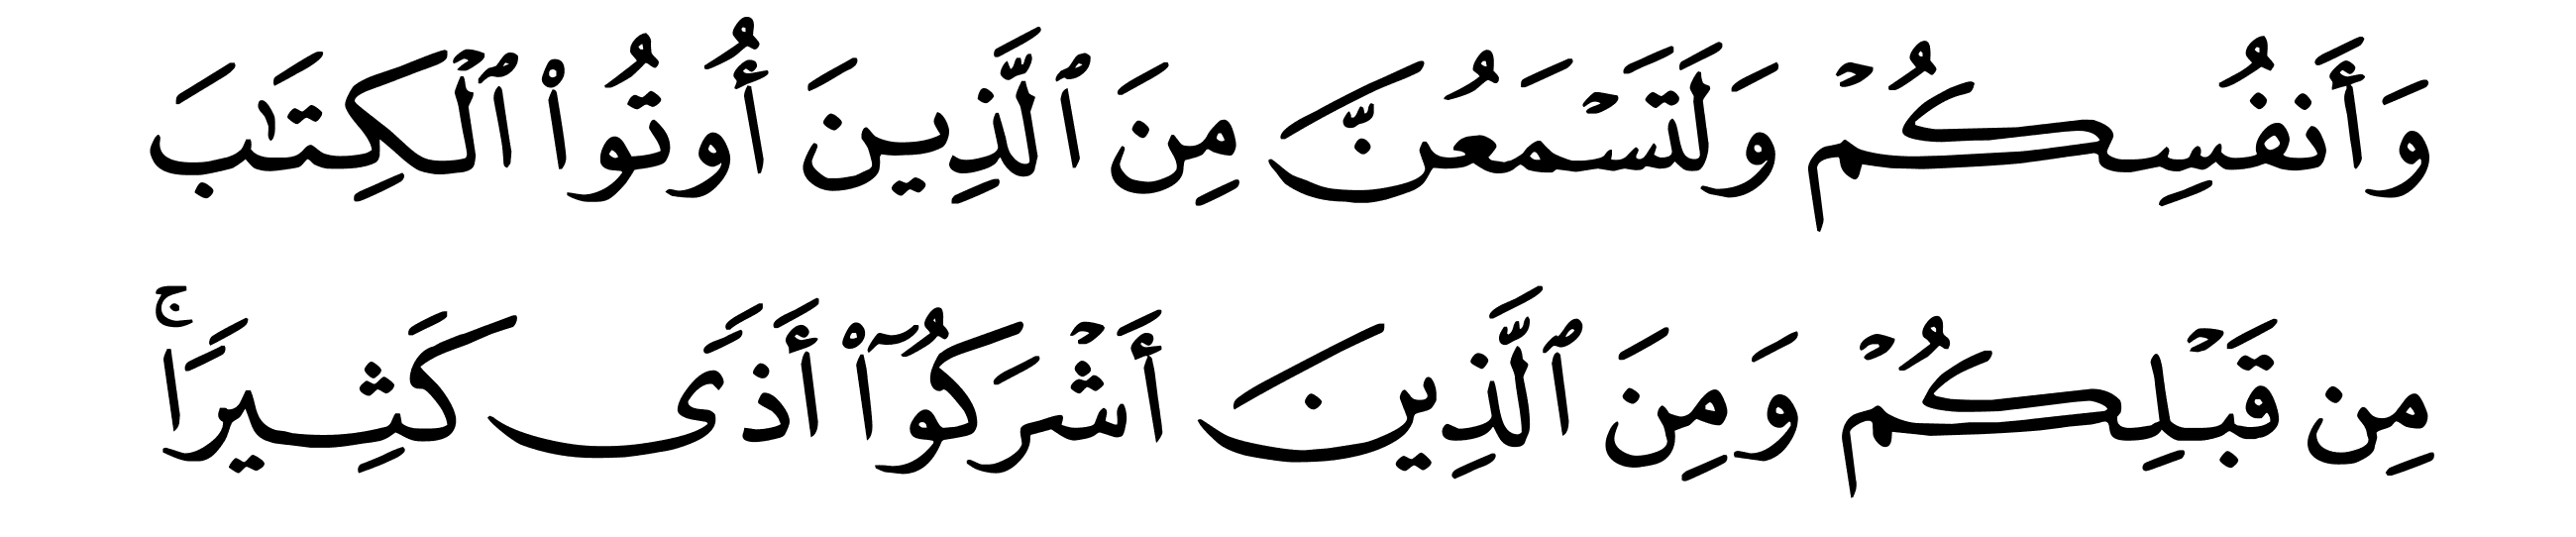 وَأَنفُسِكُمْ وَلَتَسْمَعُنَّ مِنَ ٱلَّذِينَ أُوتُوا۟ ٱلْكِتَـٰبَ
مِن قَبْلِكُمْ وَمِنَ ٱلَّذِينَ أَشْرَكُوٓا۟ أَذًى كَثِيرًا ۚ